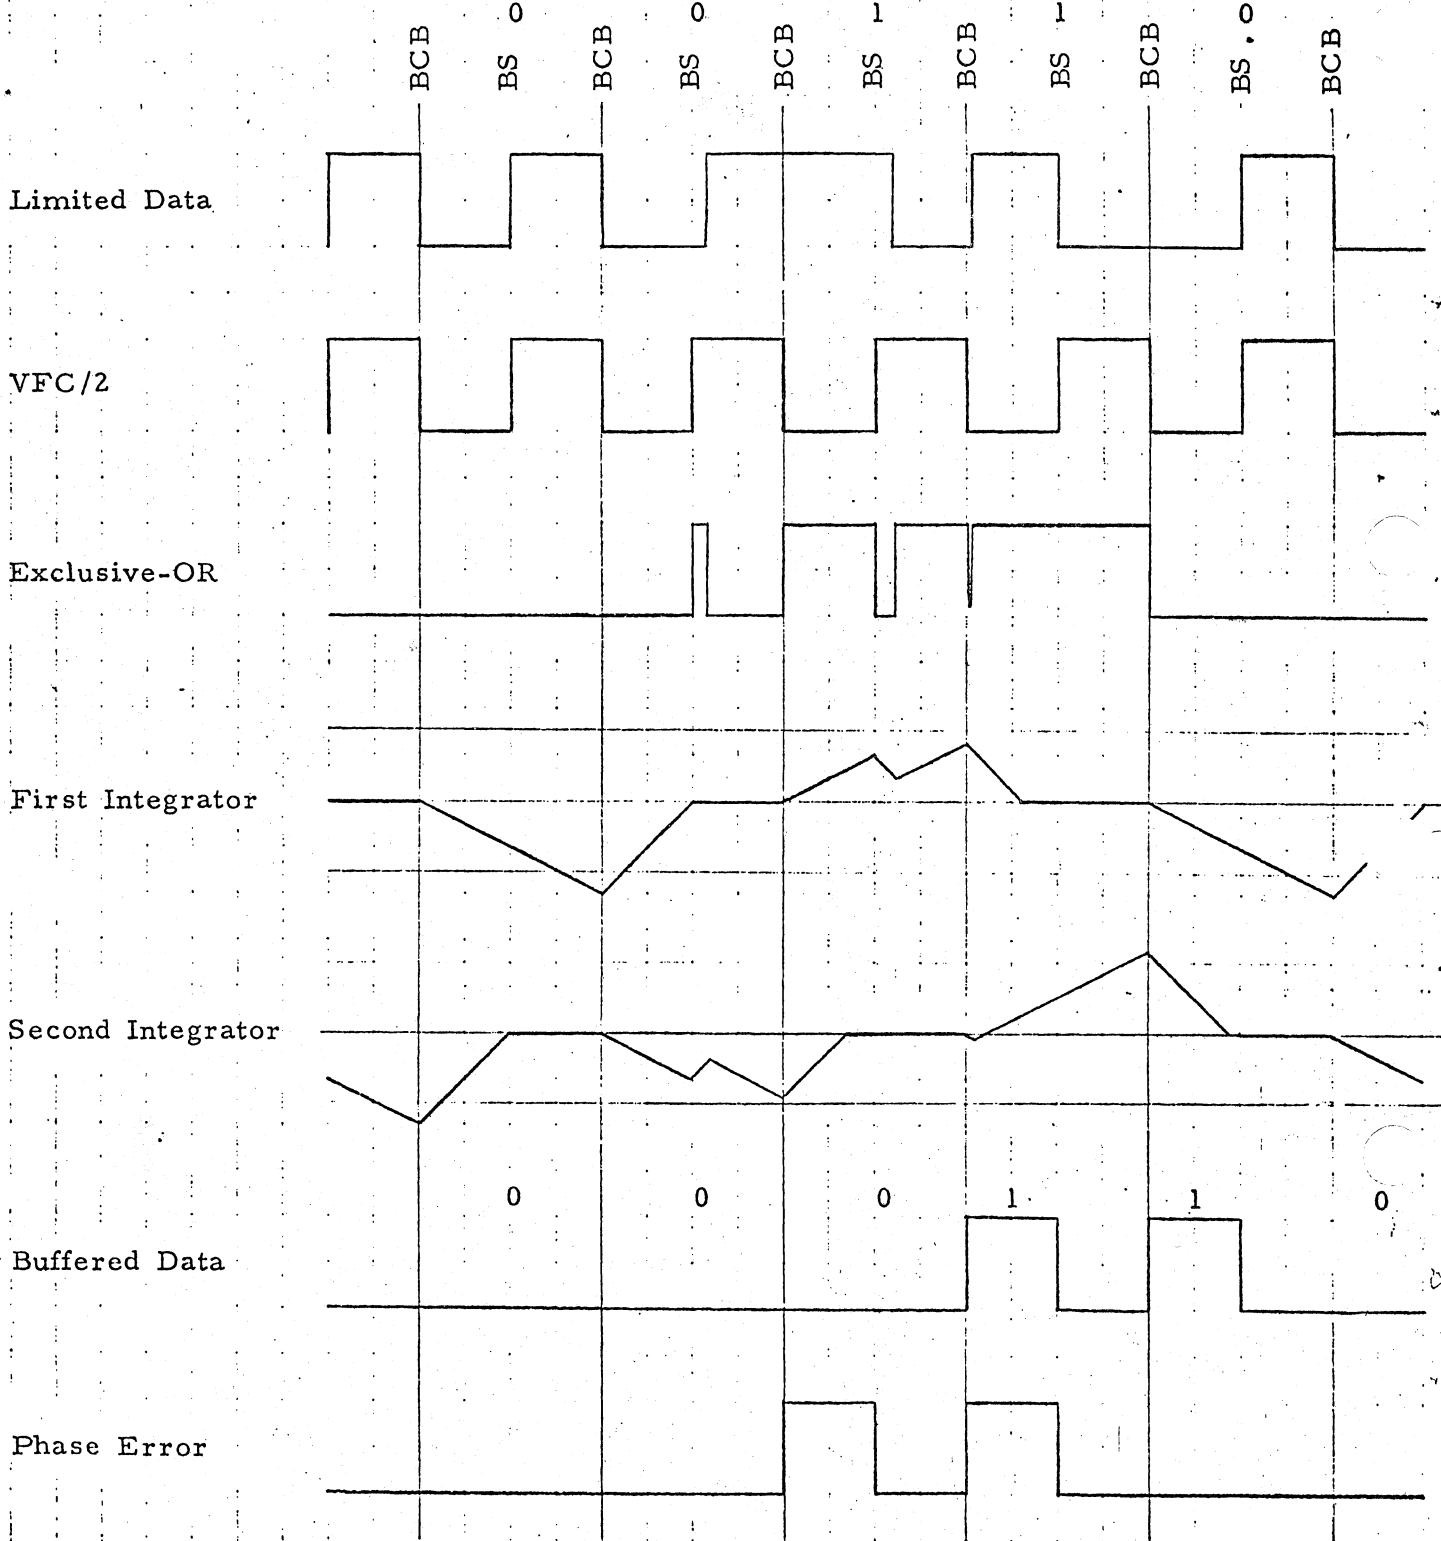 0 0 1 1 0
BCB BS BCB BS BCB BS BCB BS BCB BS BCB
Limited Data
VFC/2
Exclusive-OR
First Integrator
Second Integrator
0 0 0 1 1 0
Buffered Data
Phase Error